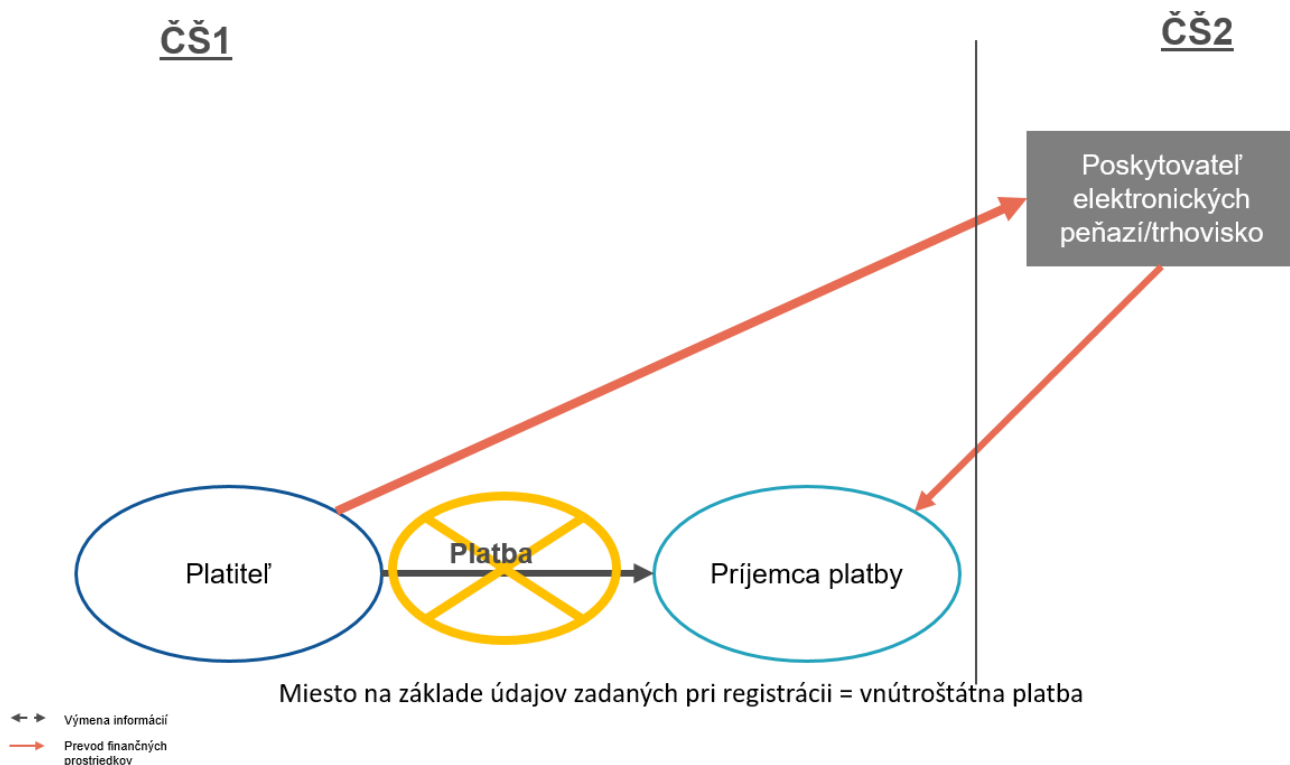 ČŠ1
ČŠ2
Poskytovateľ
elektronických
peňazí/trhovisko
Platiteľ
Platba
Príjemca platby
Miesto na základe údajov zadaných pri registrácii = vnútroštátna platba
Výmena informácií
Prevod finančných
prostriedkov